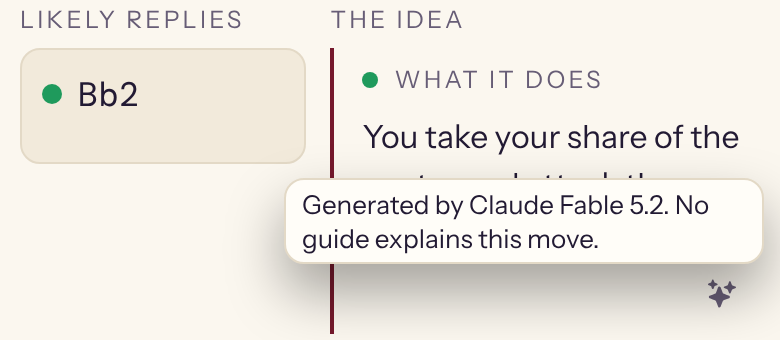 LIKELY REPLIES
THE IDEA
Bb2
WHAT IT DOES
You take your share of the
Generated by Claude Fable 5.2. No
guide explains this move.